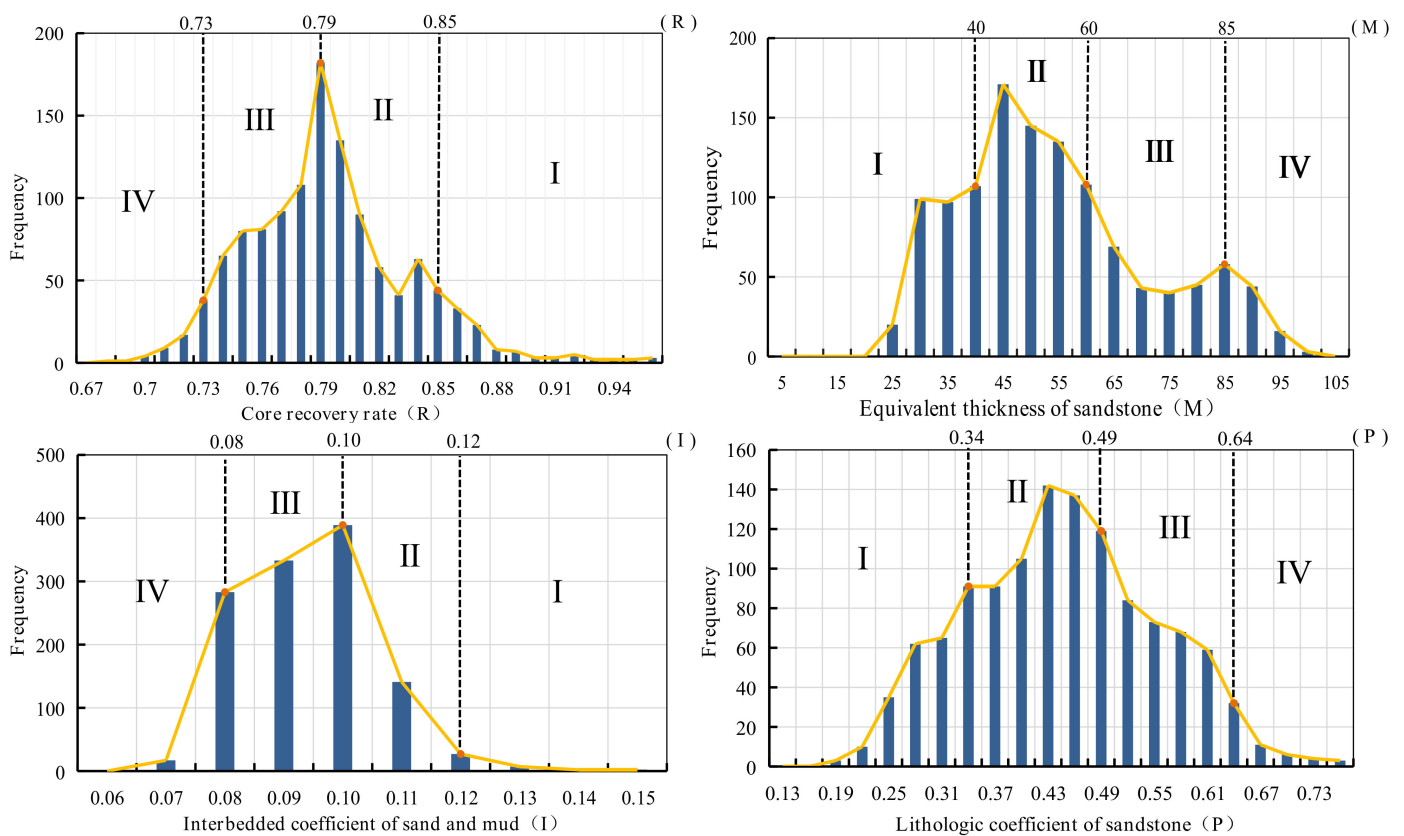 0.73 0.79 0.85 (R)
200
150
100
50
0
Frequency
IV III II I
0.67 0.7 0.73 0.76 0.79 0.82 0.85 0.88 0.91 0.94
Core recovery rate（R）
40 60 85 (M)
200
150
100
50
0
Frequency
I II III IV
5 15 25 35 45 55 65 75 85 95 105
Equivalent thickness of sandstone（M）
0.08 0.10 0.12 (I)
500
400
300
200
100
0
Frequency
IV III II I
0.06 0.07 0.08 0.09 0.10 0.11 0.12 0.13 0.14 0.15
Interbedded coefficient of sand and mud（I）
0.34 0.49 0.64 (P)
160
140
120
100
80
60
40
20
0
Frequency
I II III IV
0.13 0.19 0.25 0.31 0.37 0.43 0.49 0.55 0.61 0.67 0.73
Lithologic coefficient of sandstone（P）